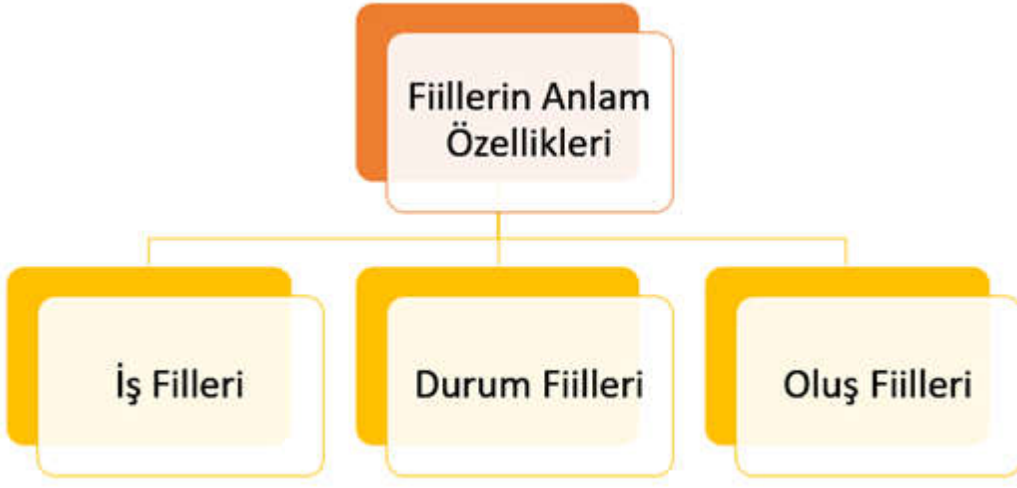 Fiillerin Anlam
Özellikleri
İş Filleri
Durum Fiilleri
Oluş Fiilleri